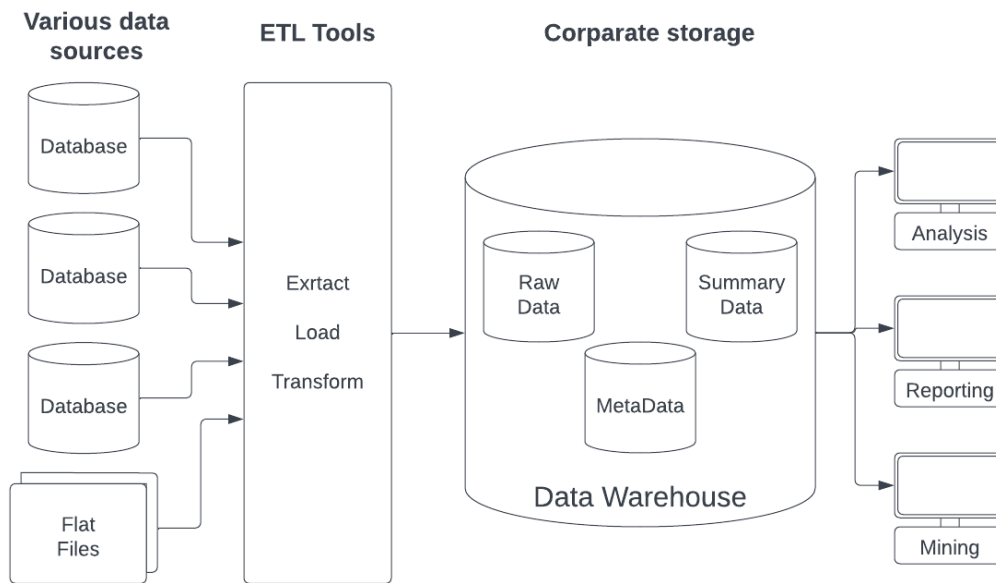 Various data
sources
ETL Tools
Corparate storage
Database
Database
Database
Flat
Files
Exrtact
Load
Transform
Raw
Data
Summary
Data
MetaData
Data Warehouse
Analysis
Reporting
Mining